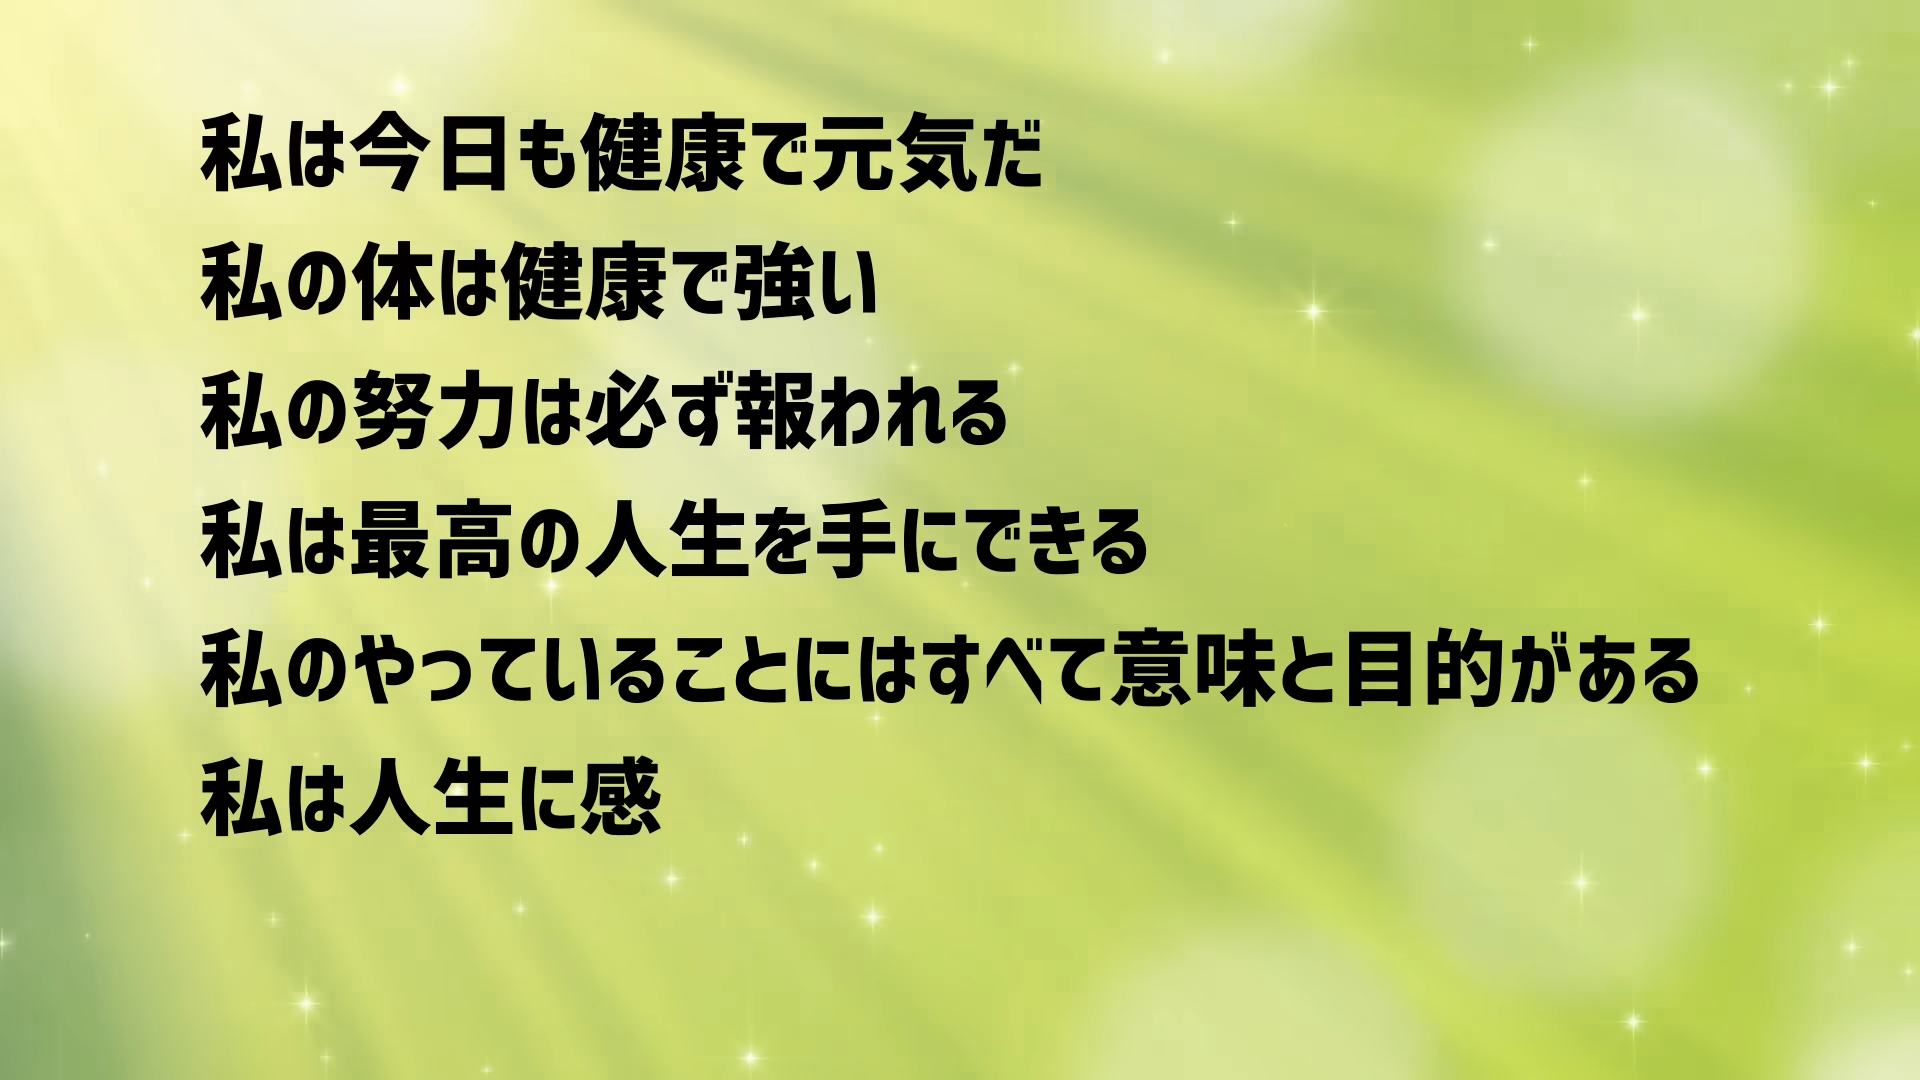 私は今日も健康で元気だ
私の体は健康で強い
私の努力は必ず報われる
私は最高の人生を手にできる
私のやっていることにはすべて意味と目的がある
私は人生に感